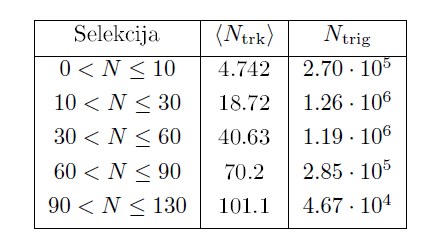 Selekcija ⟨N_trk⟩ N_trig
0 < N ≤ 10 4.742 2.70 · 10^5
10 < N ≤ 30 18.72 1.26 · 10^6
30 < N ≤ 60 40.63 1.19 · 10^6
60 < N ≤ 90 70.2 2.85 · 10^5
90 < N ≤ 130 101.1 4.67 · 10^4